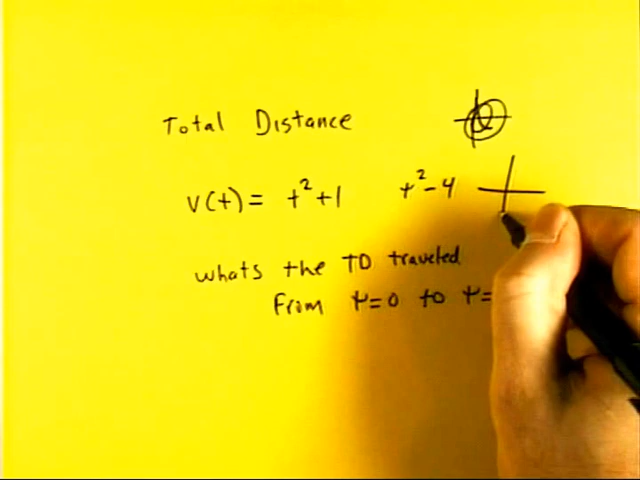 Total Distance
v(t) = t²+1 t²-4
whats the TD traveled
From t=0 to t=